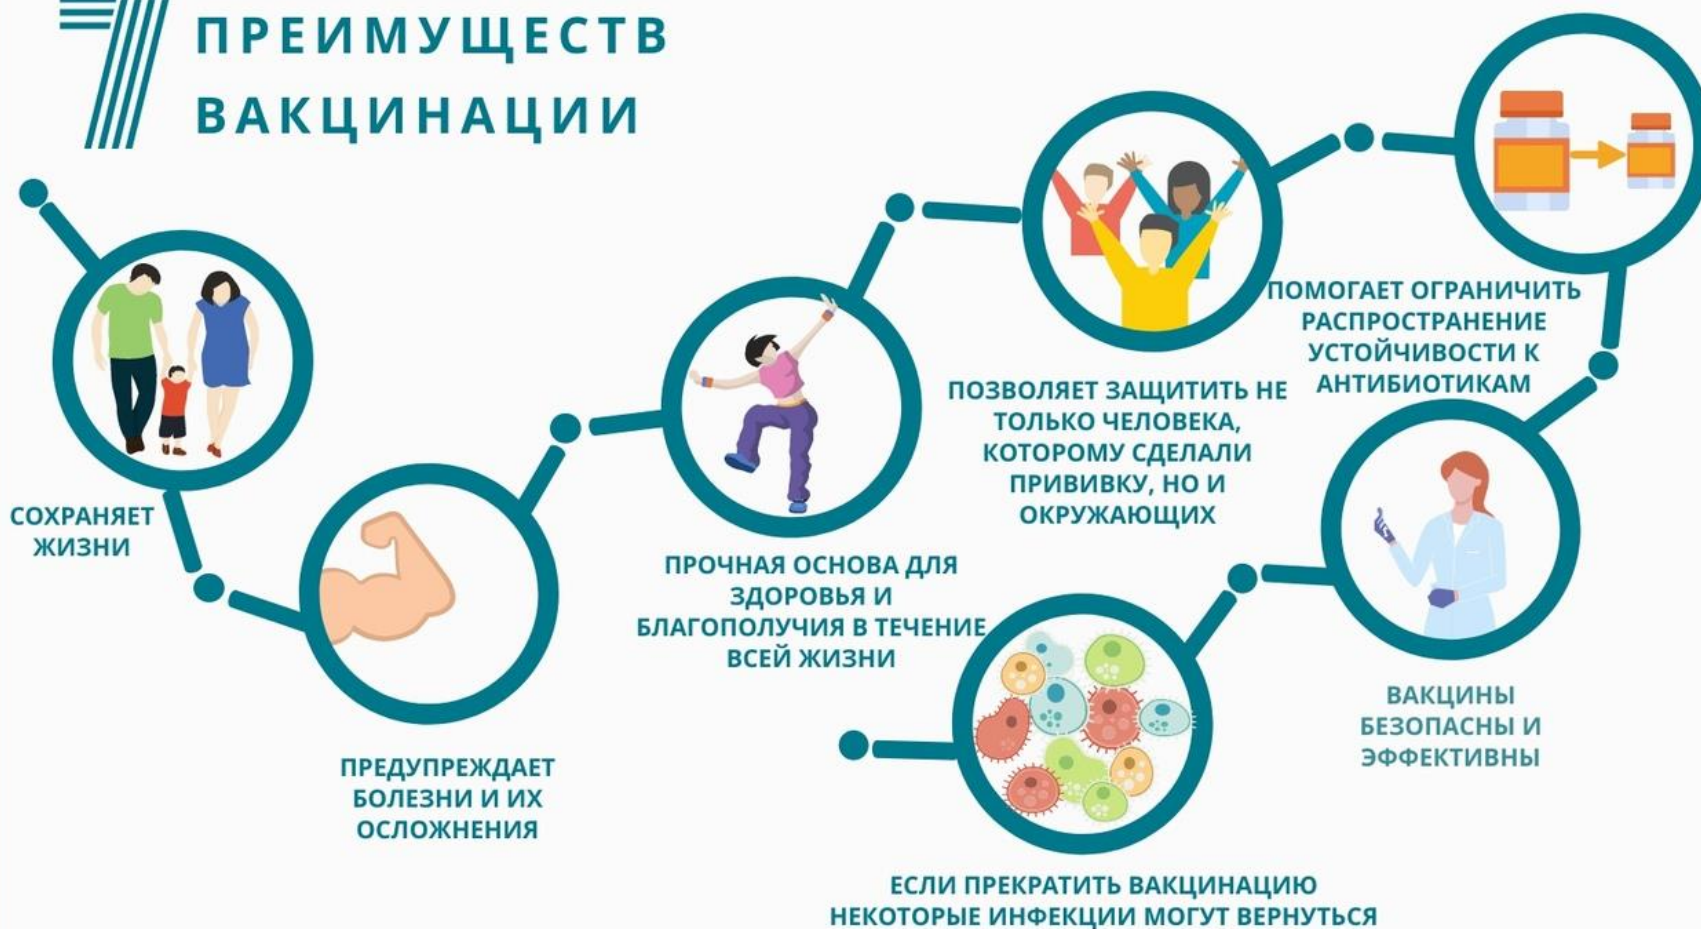 7
ПРЕИМУЩЕСТВ
ВАКЦИНАЦИИ
СОХРАНЯЕТ
ЖИЗНИ
ПРЕДУПРЕЖДАЕТ
БОЛЕЗНИ И ИХ
ОСЛОЖНЕНИЯ
ПРОЧНАЯ ОСНОВА ДЛЯ
ЗДОРОВЬЯ И
БЛАГОПОЛУЧИЯ В ТЕЧЕНИЕ
ВСЕЙ ЖИЗНИ
ПОЗВОЛЯЕТ ЗАЩИТИТЬ НЕ
ТОЛЬКО ЧЕЛОВЕКА,
КОТОРОМУ СДЕЛАЛИ
ПРИВИВКУ, НО И
ОКРУЖАЮЩИХ
ПОМОГАЕТ ОГРАНИЧИТЬ
РАСПРОСТРАНЕНИЕ
УСТОЙЧИВОСТИ К
АНТИБИОТИКАМ
ВАКЦИНЫ
БЕЗОПАСНЫ И
ЭФФЕКТИВНЫ
ЕСЛИ ПРЕКРАТИТЬ ВАКЦИНАЦИЮ
НЕКОТОРЫЕ ИНФЕКЦИИ МОГУТ ВЕРНУТЬСЯ